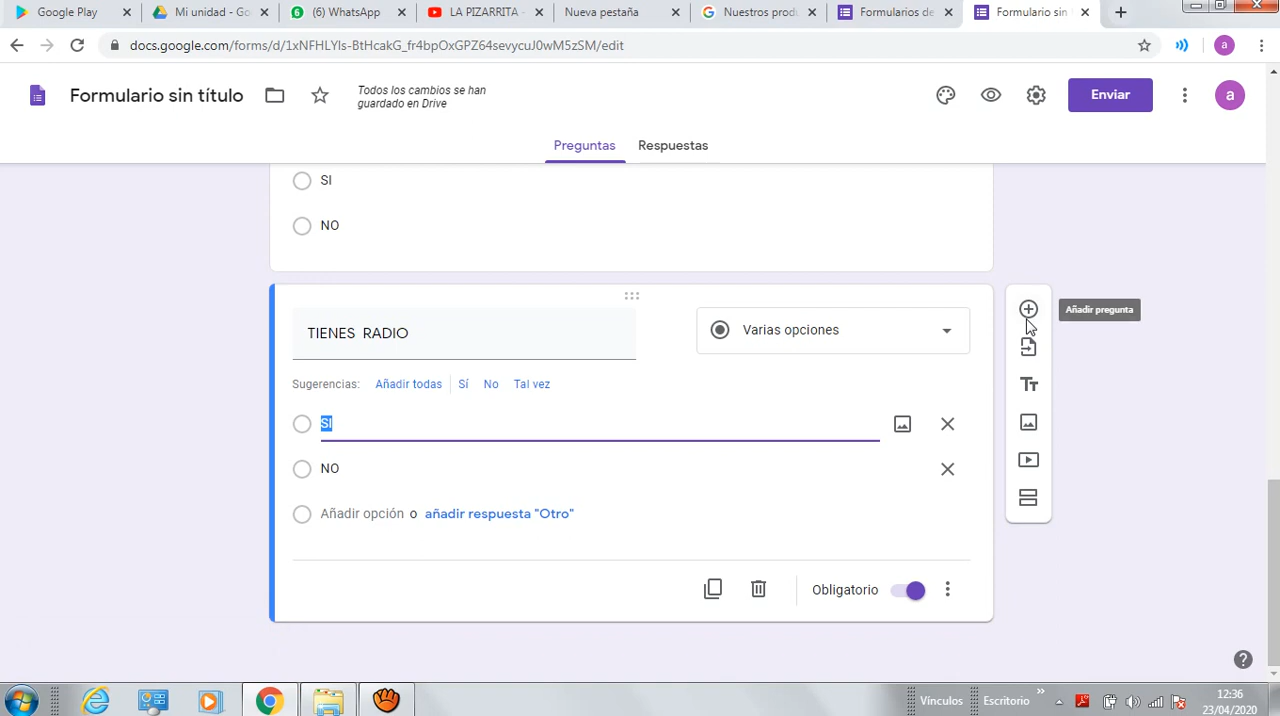 Google Play
Mi unidad - Go
(6) WhatsApp
LA PIZARRITA -
Nueva pestaña
Nuestros produ
Formularios de
Formulario sin
docs.google.com/forms/d/1xNFHLYIs-BtHcakG_fr4bpOxGPZ64sevycuJ0wM5zSM/edit
a
Formulario sin título
Todos los cambios se han
guardado en Drive
Enviar
a
Preguntas
Respuestas
SI
NO
TIENES RADIO
Varias opciones
Añadir pregunta
Sugerencias: Añadir todas Sí No Tal vez
SI
NO
Añadir opción o añadir respuesta "Otro"
Obligatorio
Vínculos
Escritorio
12:36
23/04/2020